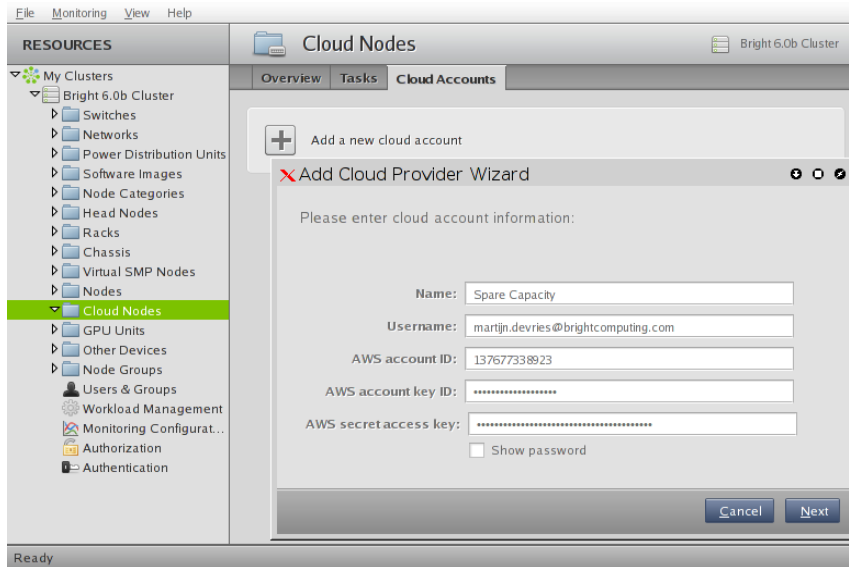 File Monitoring View Help
RESOURCES
My Clusters
Bright 6.0b Cluster
Switches
Networks
Power Distribution Units
Software Images
Node Categories
Head Nodes
Racks
Chassis
Virtual SMP Nodes
Nodes
Cloud Nodes
GPU Units
Other Devices
Node Groups
Users & Groups
Workload Management
Monitoring Configurat...
Authorization
Authentication
Cloud Nodes Bright 6.0b Cluster
Overview Tasks Cloud Accounts
Add a new cloud account
Add Cloud Provider Wizard
Please enter cloud account information:
Name: Spare Capacity
Username: martijn.devries@brightcomputing.com
AWS account ID: 137677338923
AWS account key ID: •••••••••••••••••••
AWS secret access key: ••••••••••••••••••••••••••••••••••••••••
Show password
Cancel Next
Ready